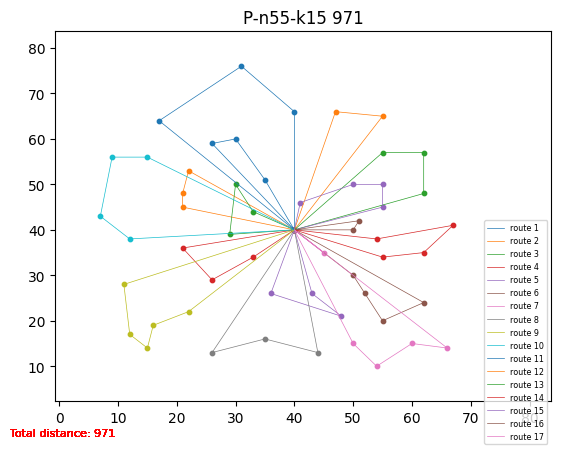 P-n55-k15 971
80
70
60
50
40
30
20
10
0
10
20
30
40
50
60
70
route 1
route 2
route 3
route 4
route 5
route 6
route 7
route 8
route 9
route 10
route 11
route 12
route 13
route 14
route 15
route 16
route 17
Total distance: 971